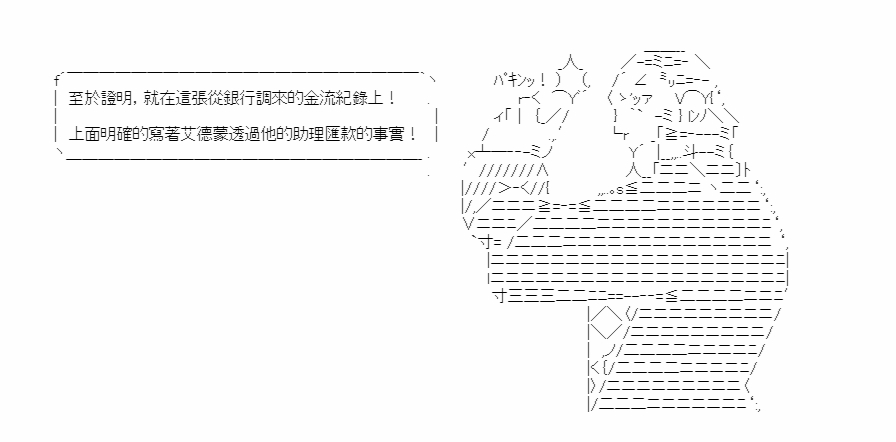 至於證明，就在這張從銀行調來的金流紀錄上！
上面明確的寫著艾德蒙透過他的助理匯款的事實！
ﾊﾟｷﾝｯ！